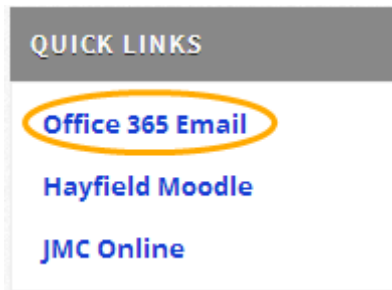 QUICK LINKS
Office 365 Email
Hayfield Moodle
JMC Online